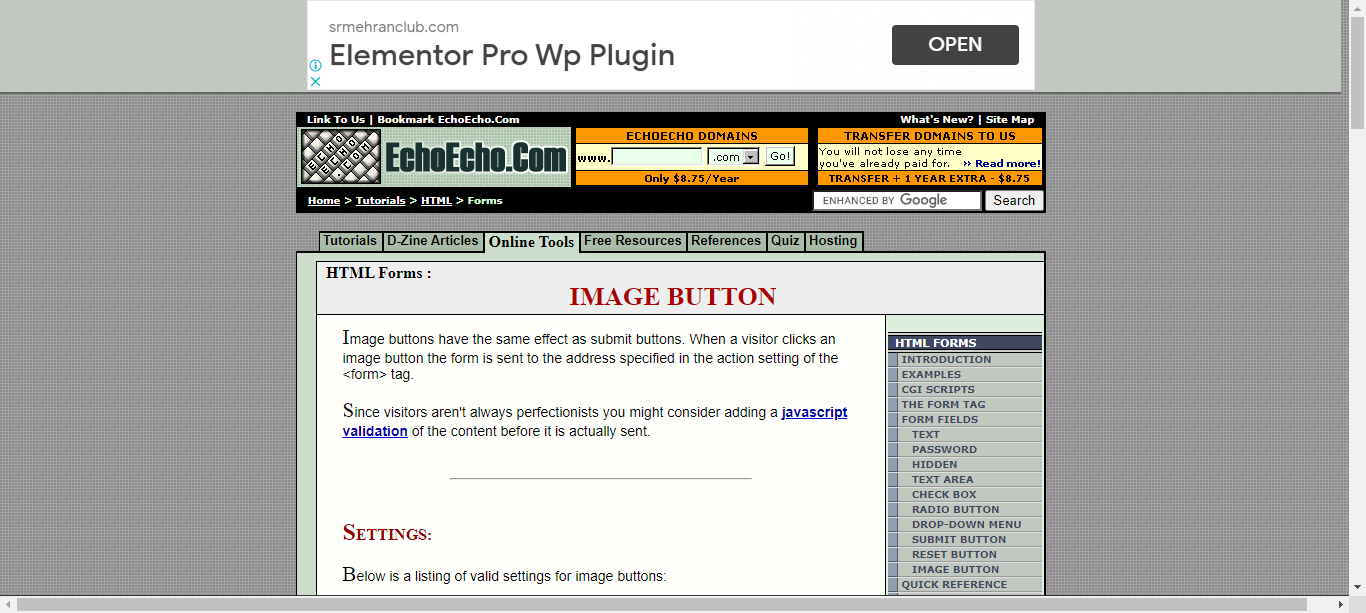 srmehranclub.com
Elementor Pro Wp Plugin
OPEN
Link To Us | Bookmark EchoEcho.Com
What's New? | Site Map
ECHO
ECHO
.COM
EchoEcho.Com
ECHOECHO DOMAINS
www. .com Go!
Only $8.75/Year
TRANSFER DOMAINS TO US
You will not lose any time
you've already paid for. ›› Read more!
TRANSFER + 1 YEAR EXTRA - $8.75
Home > Tutorials > HTML > Forms
ENHANCED BY Google Search
Tutorials D-Zine Articles Online Tools Free Resources References Quiz Hosting
HTML Forms :
IMAGE BUTTON
Image buttons have the same effect as submit buttons. When a visitor clicks an
image button the form is sent to the address specified in the action setting of the
<form> tag.
Since visitors aren't always perfectionists you might consider adding a javascript
validation of the content before it is actually sent.
SETTINGS:
Below is a listing of valid settings for image buttons:
HTML FORMS
INTRODUCTION
EXAMPLES
CGI SCRIPTS
THE FORM TAG
FORM FIELDS
TEXT
PASSWORD
HIDDEN
TEXT AREA
CHECK BOX
RADIO BUTTON
DROP-DOWN MENU
SUBMIT BUTTON
RESET BUTTON
IMAGE BUTTON
QUICK REFERENCE